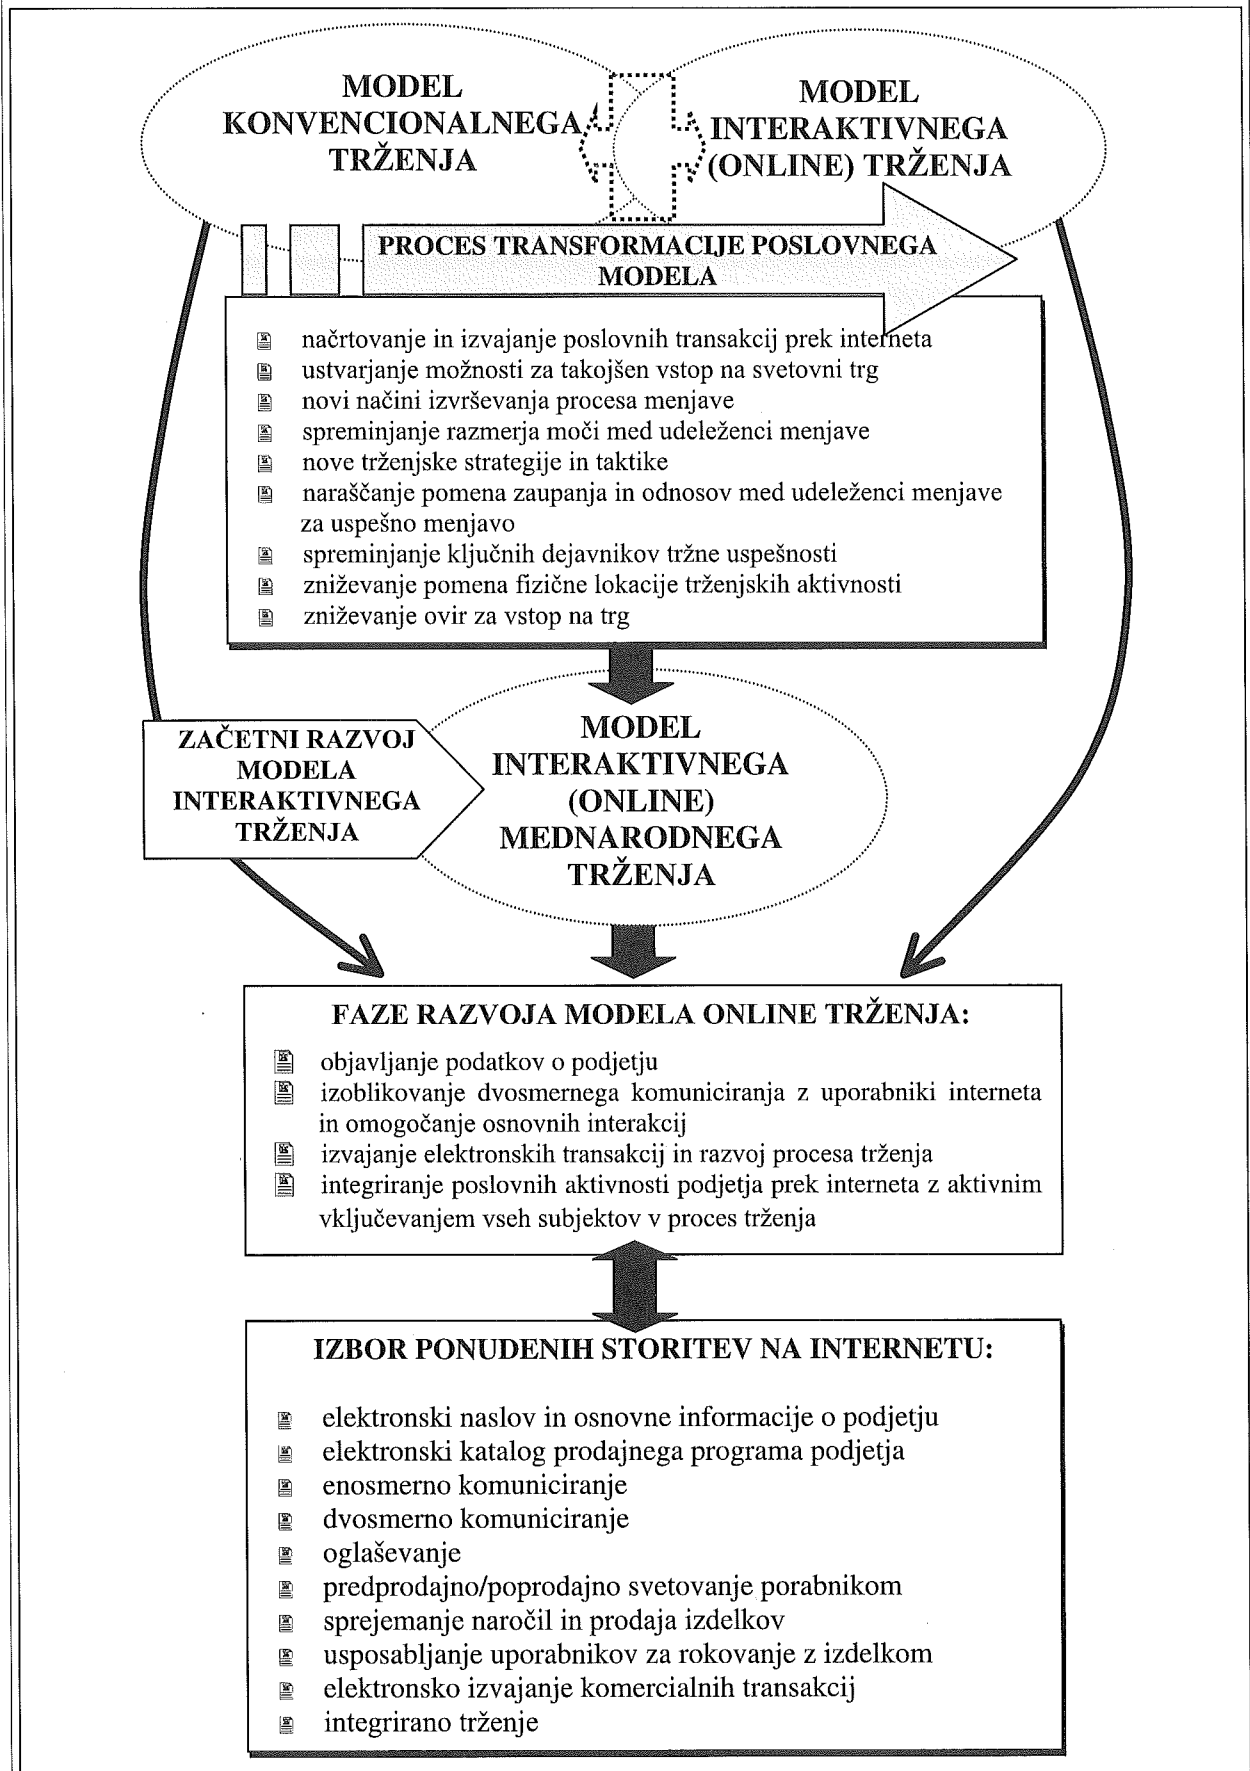 MODEL
KONVENCIONALNEGA
TRŽENJA
MODEL
INTERAKTIVNEGA
(ONLINE) TRŽENJA
PROCES TRANSFORMACIJE POSLOVNEGA
MODELA
načrtovanje in izvajanje poslovnih transakcij prek interneta
ustvarjanje možnosti za takojšen vstop na svetovni trg
novi načini izvrševanja procesa menjave
spreminjanje razmerja moči med udeleženci menjave
nove trženjske strategije in taktike
naraščanje pomena zaupanja in odnosov med udeleženci menjave
za uspešno menjavo
spreminjanje ključnih dejavnikov tržne uspešnosti
zniževanje pomena fizične lokacije trženjskih aktivnosti
zniževanje ovir za vstop na trg
ZAČETNI RAZVOJ
MODELA
INTERAKTIVNEGA
TRŽENJA
MODEL
INTERAKTIVNEGA
(ONLINE)
MEDNARODNEGA
TRŽENJA
FAZE RAZVOJA MODELA ONLINE TRŽENJA:
objavljanje podatkov o podjetju
izoblikovanje dvosmernega komuniciranja z uporabniki interneta
in omogočanje osnovnih interakcij
izvajanje elektronskih transakcij in razvoj procesa trženja
integriranje poslovnih aktivnosti podjetja prek interneta z aktivnim
vključevanjem vseh subjektov v proces trženja
IZBOR PONUDENIH STORITEV NA INTERNETU:
elektronski naslov in osnovne informacije o podjetju
elektronski katalog prodajnega programa podjetja
enosmerno komuniciranje
dvosmerno komuniciranje
oglaševanje
predprodajno/poprodajno svetovanje porabnikom
sprejemanje naročil in prodaja izdelkov
usposabljanje uporabnikov za rokovanje z izdelkom
elektronsko izvajanje komercialnih transakcij
integrirano trženje